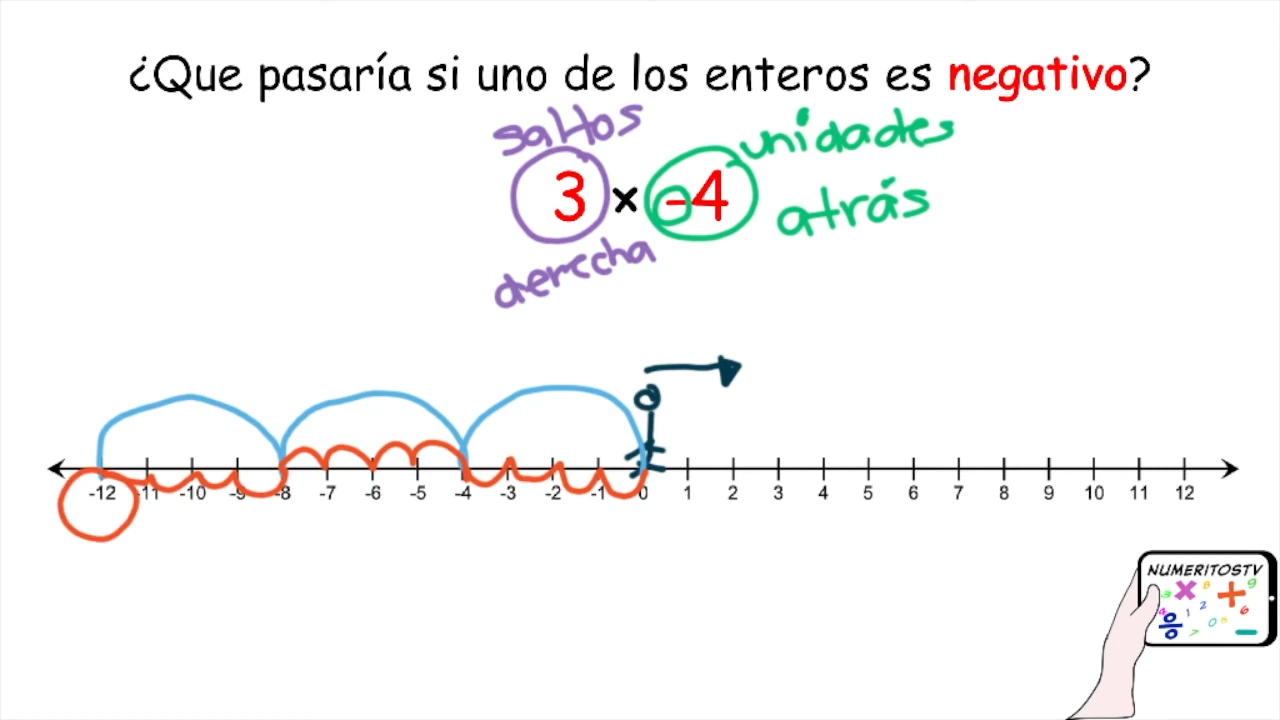 ¿Que pasaría si uno de los enteros es negativo?
saltos
unidades
3 × -4
atrás
derecha
-12 -11 -10 -9 -8 -7 -6 -5 -4 -3 -2 -1 0 1 2 3 4 5 6 7 8 9 10 11 12
NUMERITOSTV